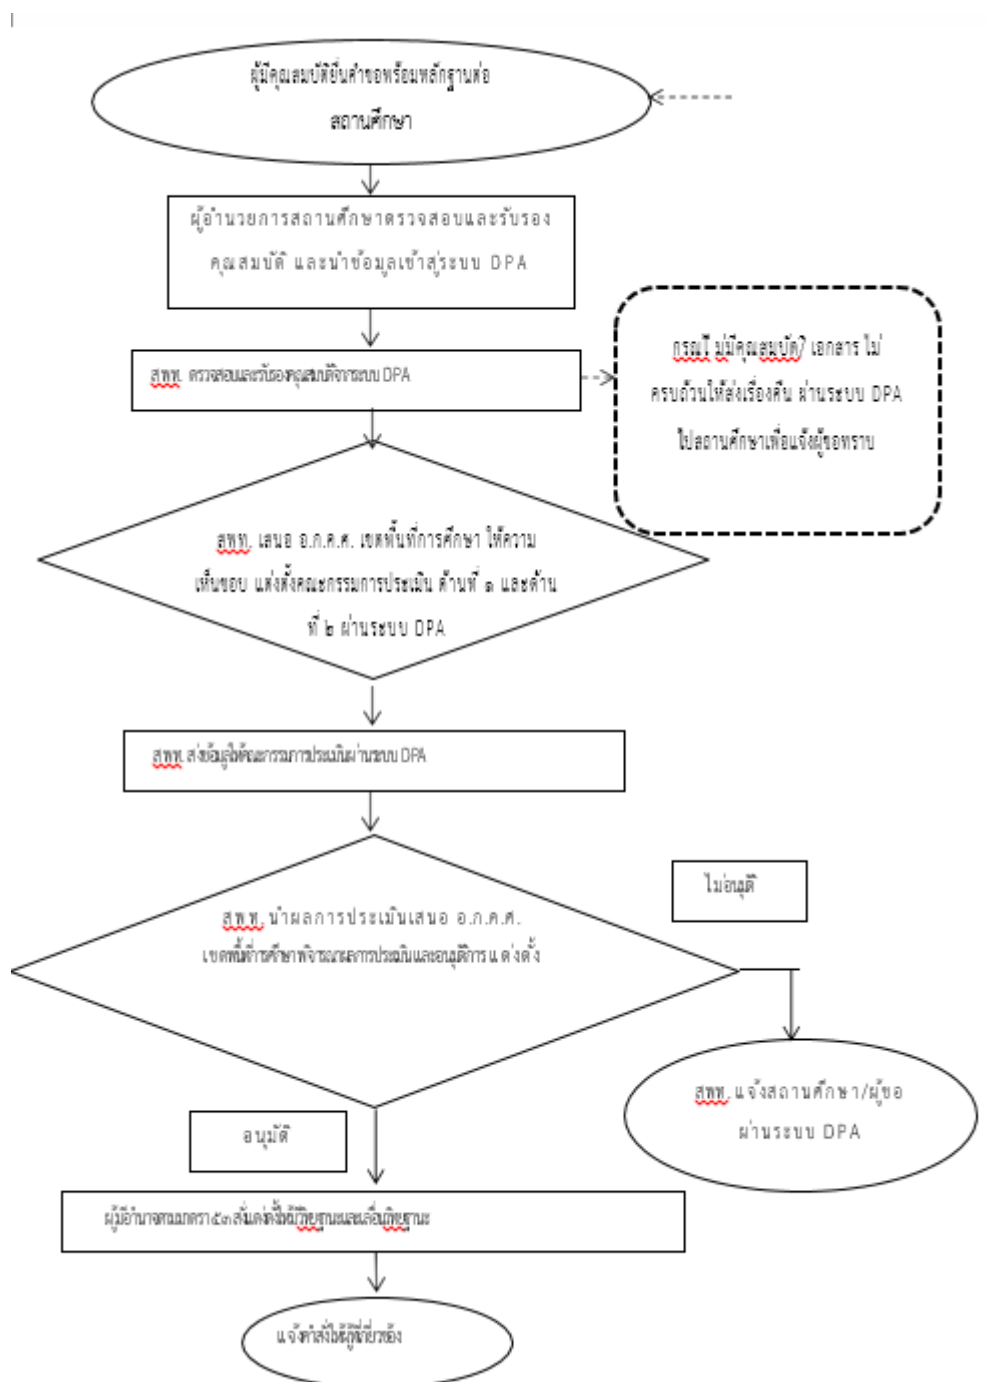 ผู้มีคุณสมบัติยื่นคำขอพร้อมหลักฐานต่อ
สถานศึกษา
ผู้อำนวยการสถานศึกษาตรวจสอบและรับรอง
คุณสมบัติ และนำข้อมูลเข้าสู่ระบบ DPA
สพท. ตรวจสอบและรับรองคุณสมบัติจากระบบ DPA
กรณีไม่มีคุณสมบัติ/ เอกสาร ไม่
ครบถ้วนให้ส่งเรื่องคืน ผ่านระบบ DPA
ไปสถานศึกษาเพื่อแจ้งผู้ขอทราบ
สพท. เสนอ อ.ก.ค.ศ. เขตพื้นที่การศึกษา ให้ความ
เห็นชอบ แต่งตั้งคณะกรรมการประเมิน ด้านที่ ๑ และด้าน
ที่ ๒ ผ่านระบบ DPA
สพท. ส่งข้อมูลให้คณะกรรมการประเมินผ่านระบบ DPA
ไม่อนุมัติ
สพท. นำผลการประเมินเสนอ อ.ก.ค.ศ.
เขตพื้นที่การศึกษาพิจารณาผลการประเมินและอนุมัติการแต่งตั้ง
สพท. แจ้งสถานศึกษา/ผู้ขอ
ผ่านระบบ DPA
อนุมัติ
ผู้มีอำนาจตามมาตรา ๕๓ สั่งแต่งตั้งให้มีวิทยฐานะและเลื่อนวิทยฐานะ
แจ้งคำสั่งให้ผู้ที่เกี่ยวข้อง